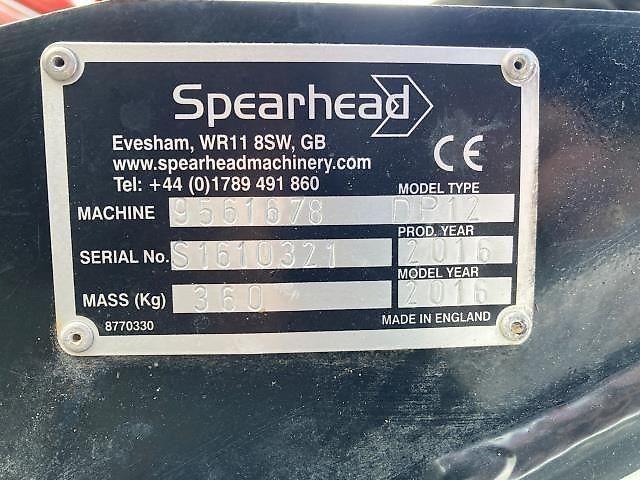 Spearhead
Evesham, WR11 8SW, GB
www.spearheadmachinery.com
Tel: +44 (0)1789 491 860
CE
MODEL TYPE
MACHINE 9561678 DP12
PROD. YEAR
SERIAL No. S1610321 2016
MODEL YEAR
MASS (Kg) 360 2016
8770330 MADE IN ENGLAND